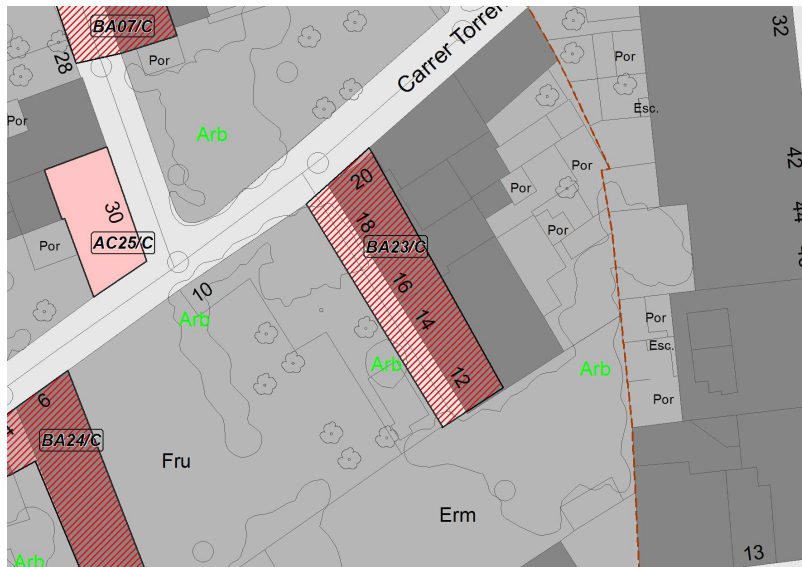 BA07/C
28
Por
Carrer Torren
32
Por
Esc.
Por
Arb
42
Por
20
Por
44
30
18
Por
AC25/C
Por
BA23/C
10
16
Arb
14
Por
Esc.
Arb
12
Arb
6
Por
BA24/C
Fru
Erm
13
Arb